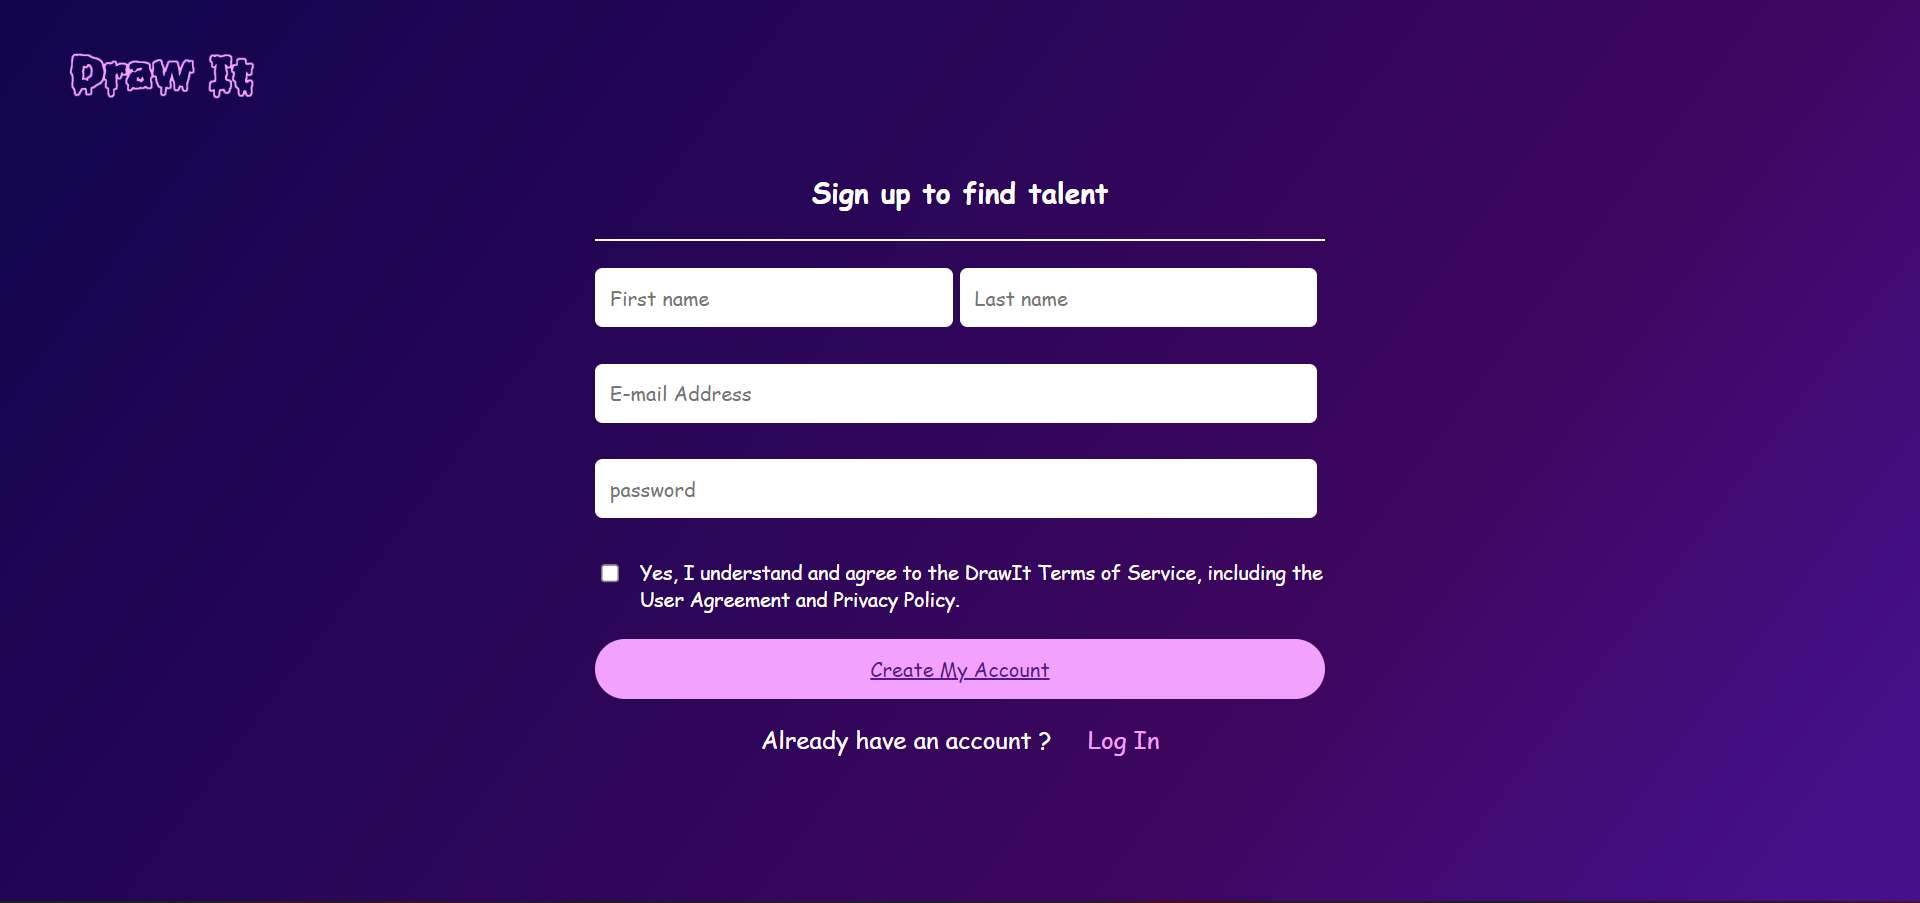 Draw It
Sign up to find talent
First name Last name
E-mail Address
password
Yes, I understand and agree to the DrawIt Terms of Service, including the
User Agreement and Privacy Policy.
Create My Account
Already have an account ? Log In